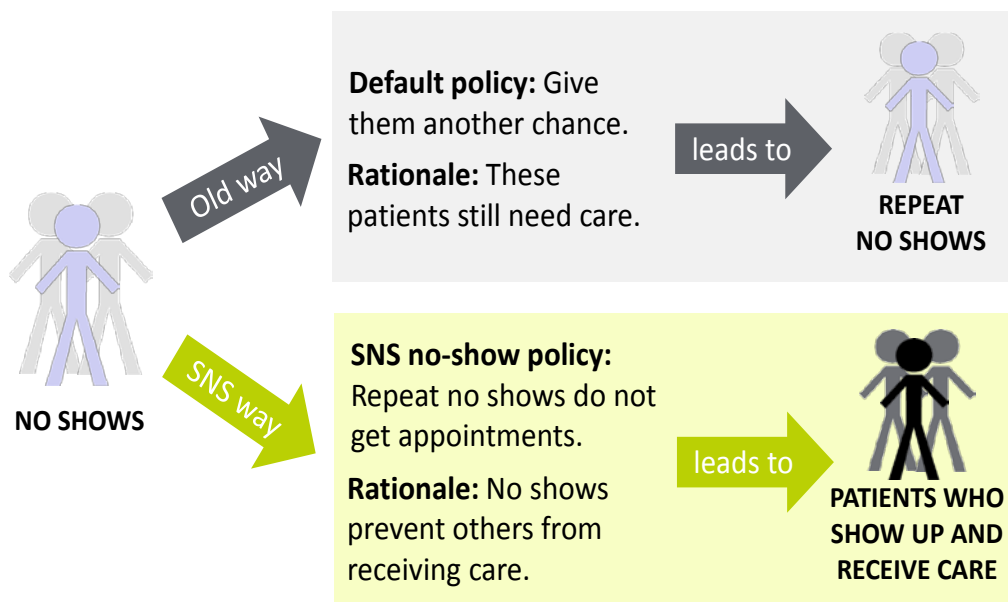 NO SHOWS
Old way
Default policy: Give
them another chance.
Rationale: These
patients still need care.
leads to
REPEAT
NO SHOWS
SNS way
SNS no-show policy:
Repeat no shows do not
get appointments.
Rationale: No shows
prevent others from
receiving care.
leads to
PATIENTS WHO
SHOW UP AND
RECEIVE CARE